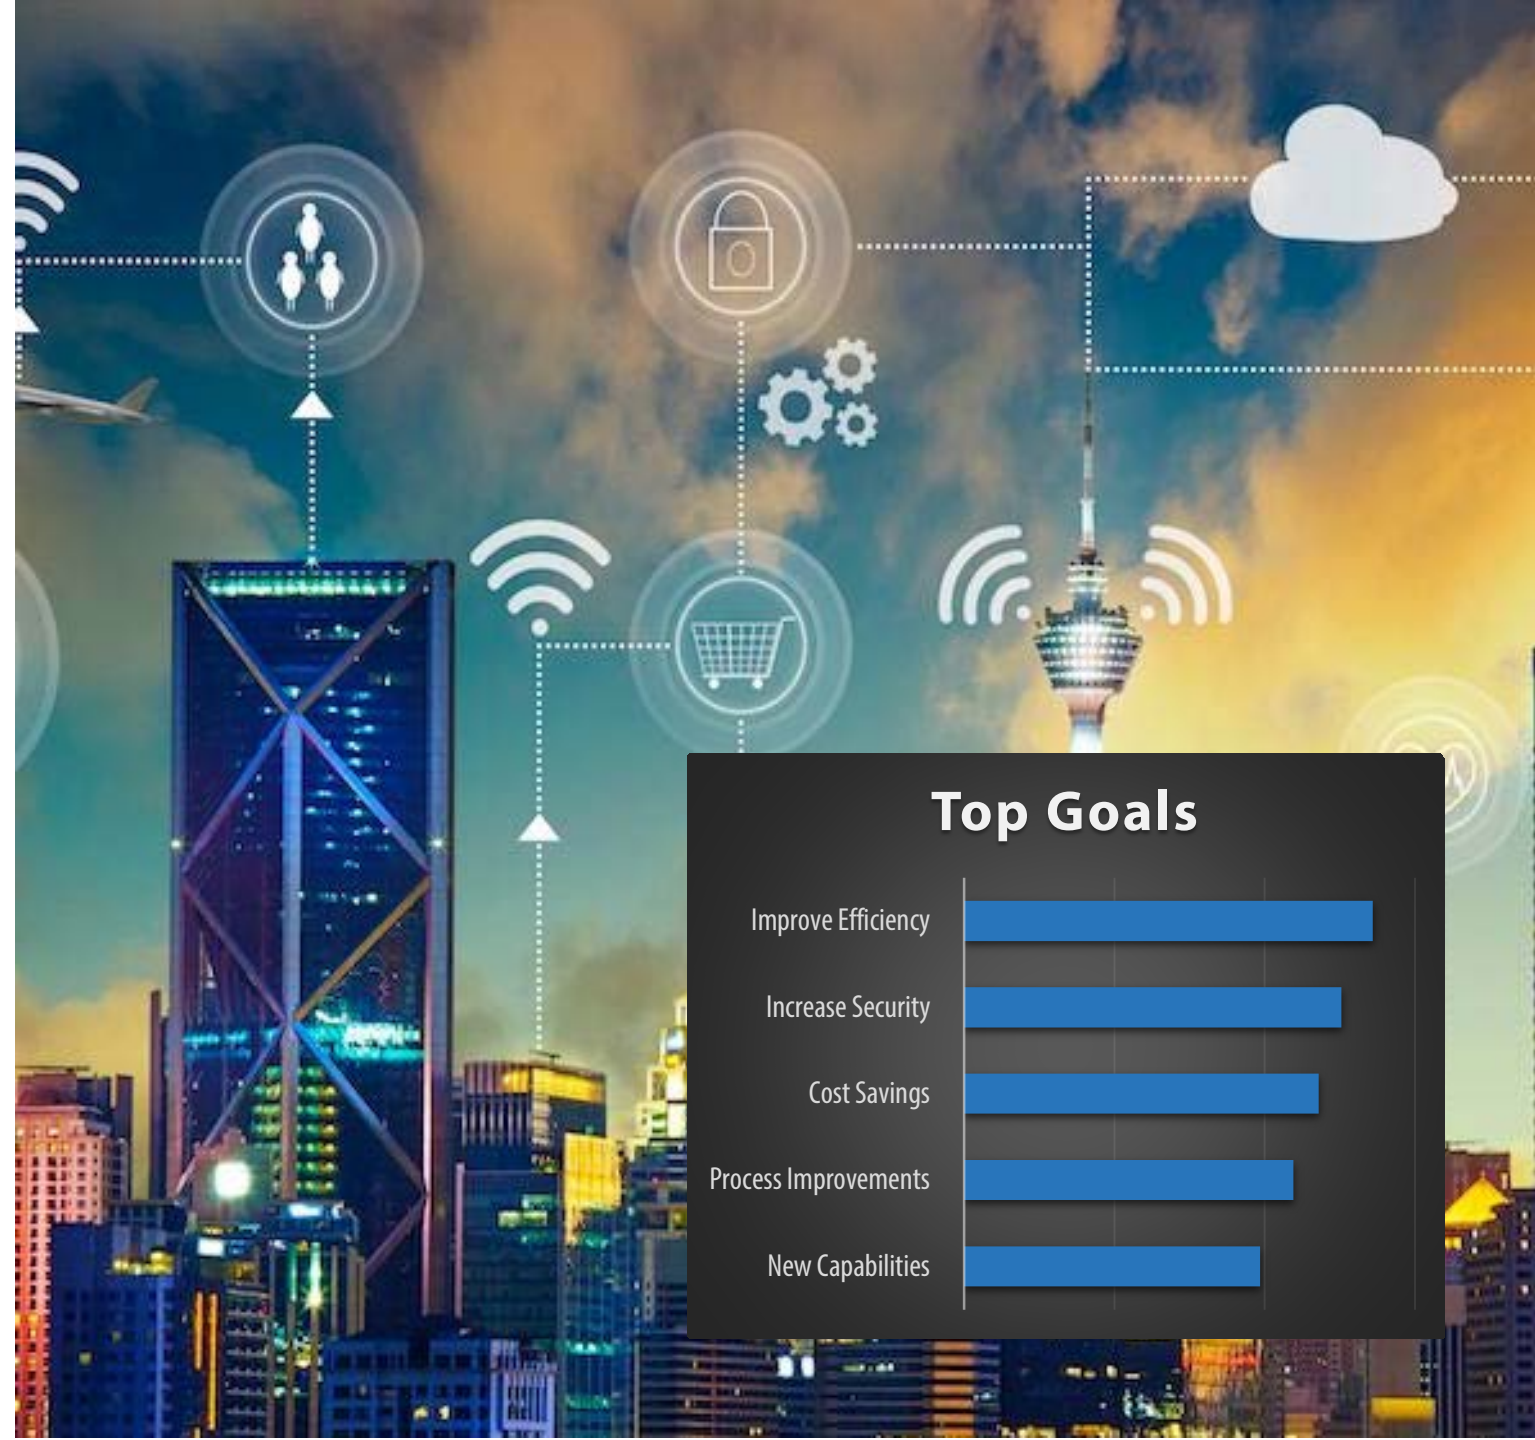 Top Goals
Improve Efficiency
Increase Security
Cost Savings
Process Improvements
New Capabilities